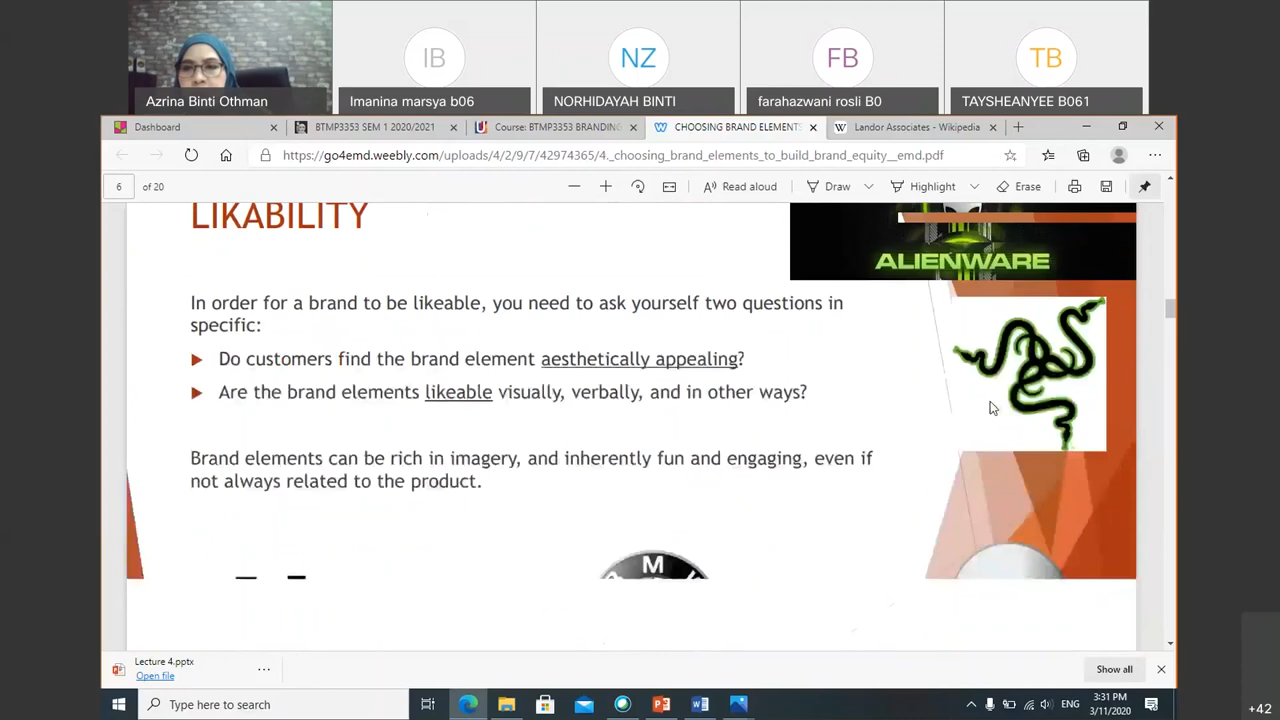 IB
NZ
FB
TB
Azrina Binti Othman
Imanina marsya b06
NORHIDAYAH BINTI
farahazwani rosli B0
TAYSHEANYEE B061
Dashboard
BTMP3353 SEM 1 2020/2021
Course: BTMP3353 BRANDING
CHOOSING BRAND ELEMENTS
Landor Associates - Wikipedia
https://go4emd.weebly.com/uploads/4/2/9/7/42974365/4._choosing_brand_elements_to_build_brand_equity__emd.pdf
6 of 20
Read aloud
Draw
Highlight
Erase
LIKABILITY
ALIENWARE
In order for a brand to be likeable, you need to ask yourself two questions in
specific:
Do customers find the brand element aesthetically appealing?
Are the brand elements likeable visually, verbally, and in other ways?
Brand elements can be rich in imagery, and inherently fun and engaging, even if
not always related to the product.
M
Lecture 4.pptx
Open file
Show all
Type here to search
ENG
3:31 PM
3/11/2020
+42